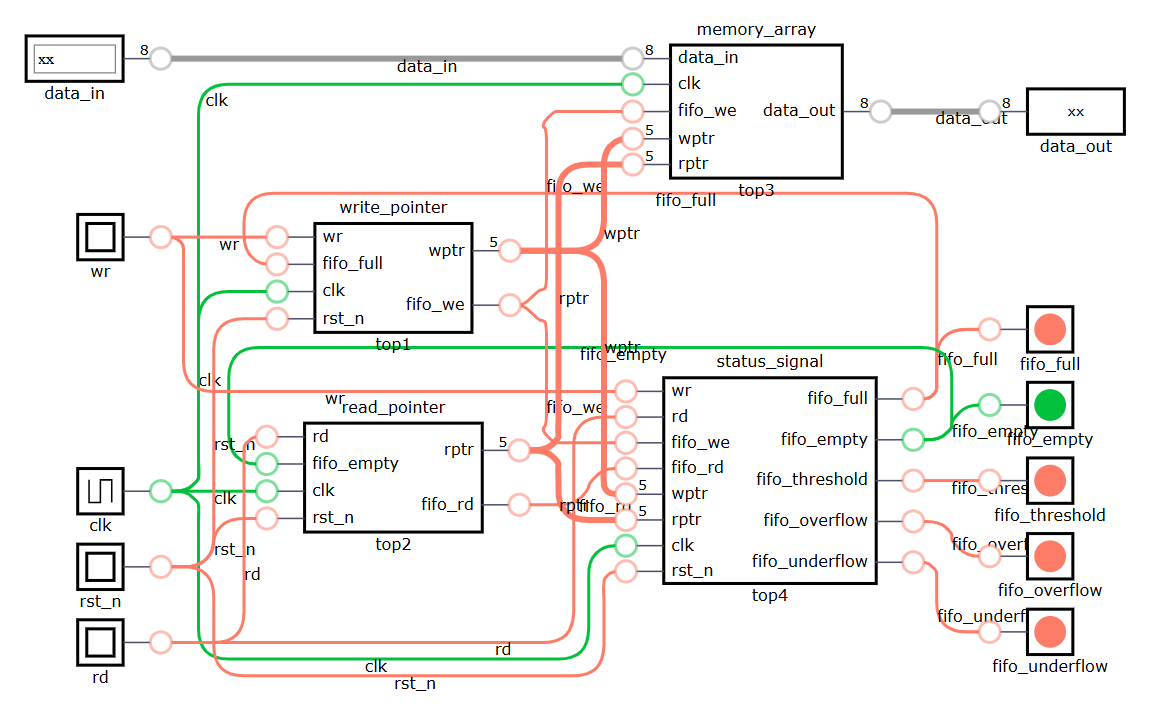 memory_array
xx
8
data_in
data_in
8
data_in
clk
clk
fifo_we
5
wptr
5
rptr
data_out
8
data_out
8
xx
data_out
top3
fifo_we
fifo_full
write_pointer
wr
wr
wr
fifo_full
clk
rst_n
wptr
5
fifo_we
top1
wptr
rptr
wptr
fifo_empty
status_signal
fifo_full
fifo_full
clk
wr
read_pointer
fifo_we
rst_n
rd
fifo_empty
clk
clk
rst_n
rptr
5
fifo_rd
top2
wr
rd
fifo_we
fifo_rd
5
wptr
5
rptr
clk
rst_n
fifo_full
fifo_empty
fifo_threshold
fifo_overflow
fifo_underflow
top4
rptr
fifo_rd
fifo_empty
fifo_empty
fifo_thres
fifo_threshold
fifo_overf
fifo_overflow
fifo_underf
fifo_underflow
clk
rst_n
rst_n
rd
rd
rd
clk
rst_n